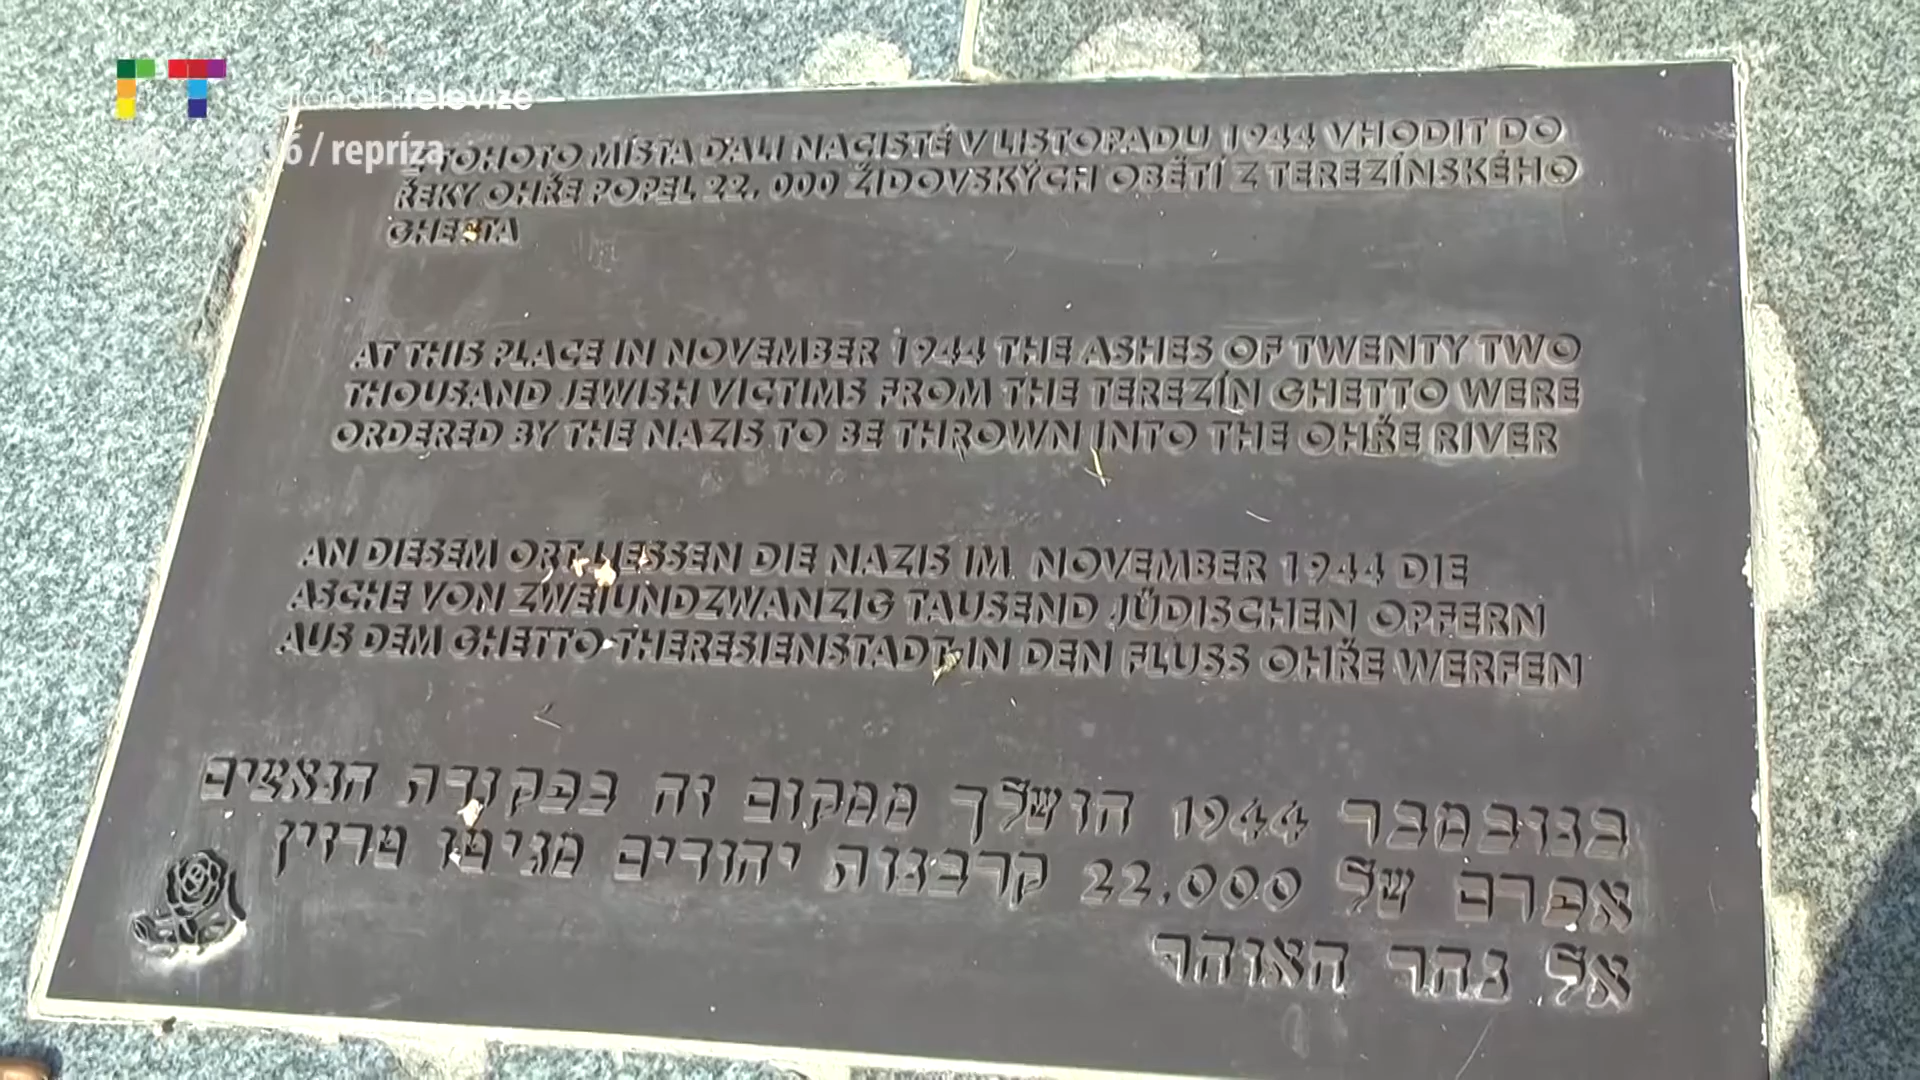 regionalnitelevize
repríza
Z TOHOTO MÍSTA DALI NACISTÉ V LISTOPADU 1944 VHODIT DO
ŘEKY OHŘE POPEL 22. 000 ŽIDOVSKÝCH OBĚTÍ Z TEREZÍNSKÉHO
GHETTA
AT THIS PLACE IN NOVEMBER 1944 THE ASHES OF TWENTY TWO
THOUSAND JEWISH VICTIMS FROM THE TEREZÍN GHETTO WERE
ORDERED BY THE NAZIS TO BE THROWN INTO THE OHŘE RIVER
AN DIESEM ORT LIESSEN DIE NAZIS IM NOVEMBER 1944 DIE
ASCHE VON ZWEIUNDZWANZIG TAUSEND JÜDISCHEN OPFERN
AUS DEM GHETTO THERESIENSTADT IN DEN FLUSS OHŘE WERFEN
בנובמבר 1944 הושלך ממקום זה בפקודה הנאצים
אפרם של 22.000 קרבנוה יהודים מגיטו טרזין
אל נהר האוהר